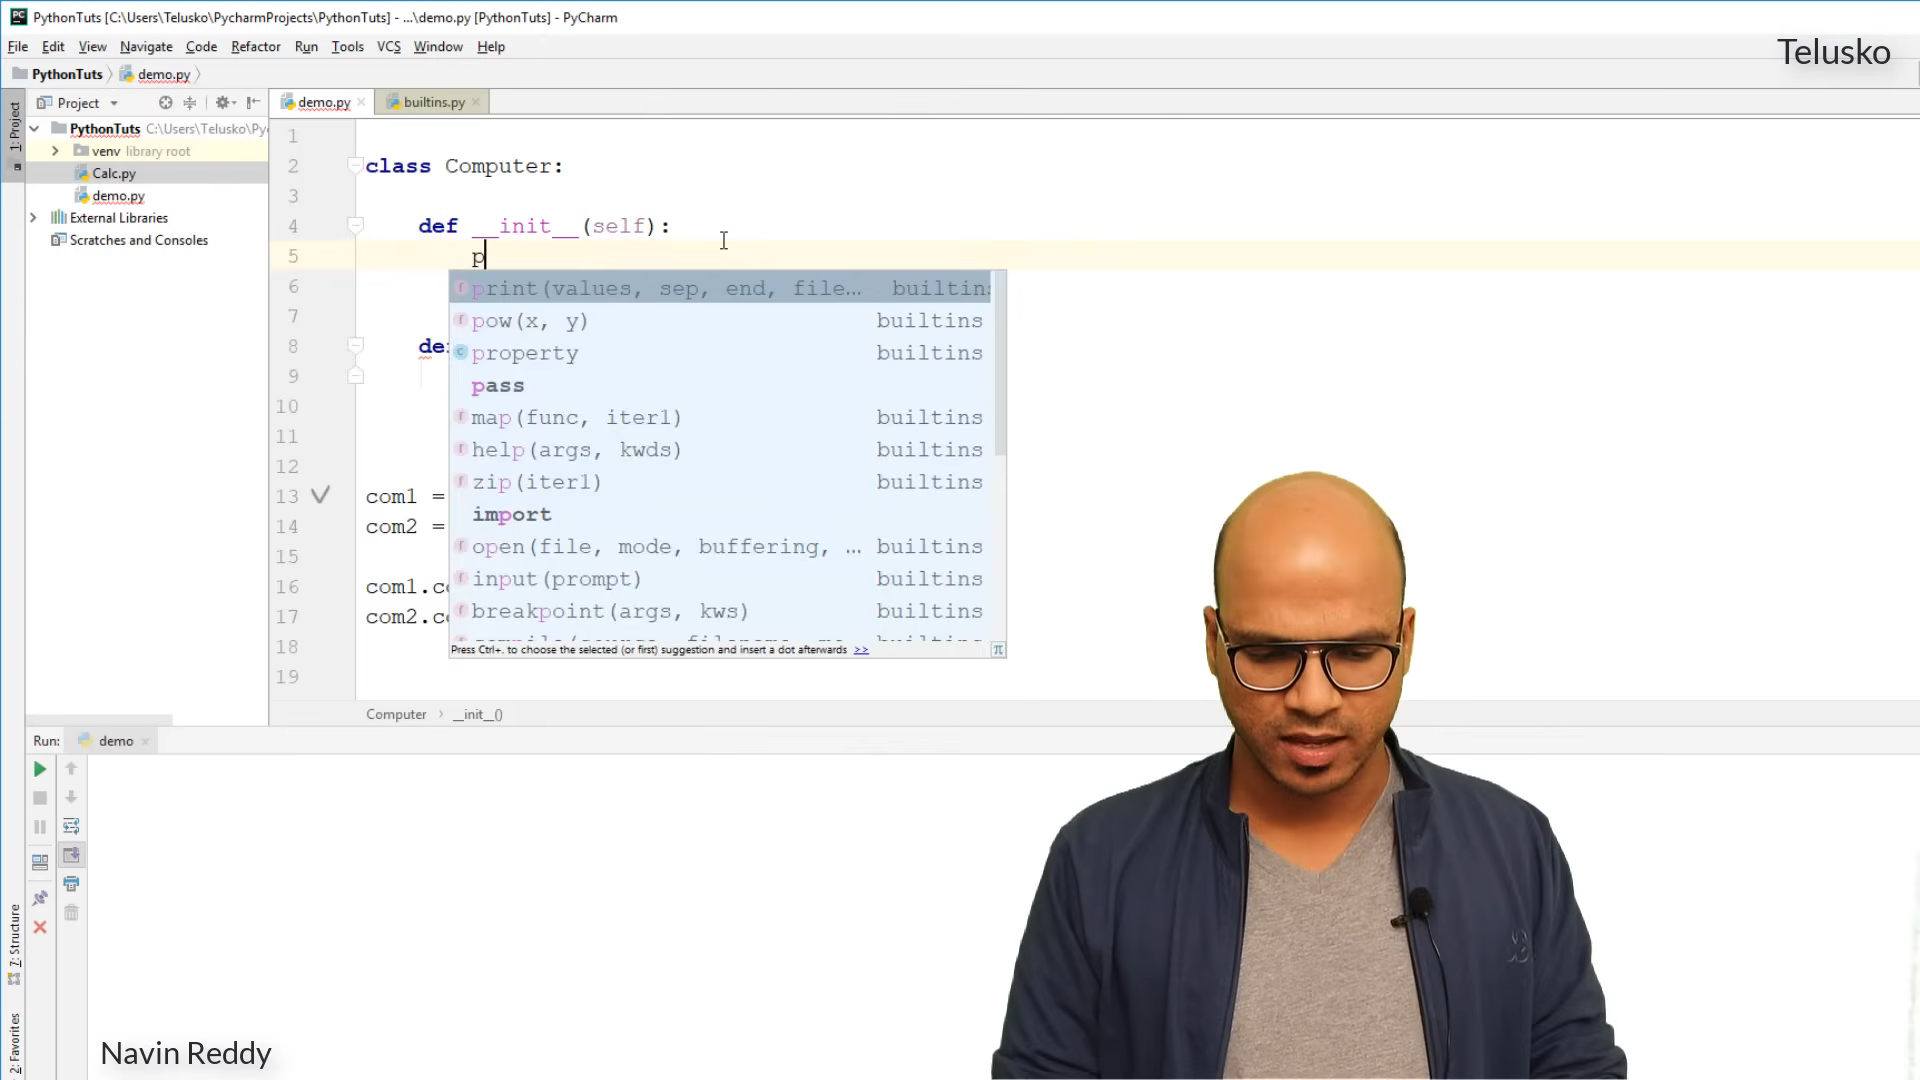 PythonTuts [C:\Users\Telusko\PycharmProjects\PythonTuts] - ...\demo.py [PythonTuts] - PyCharm
File Edit View Navigate Code Refactor Run Tools VCS Window Help
Telusko
PythonTuts demo.py
1: Project
Project
demo.py builtins.py
PythonTuts C:\Users\Telusko\Py
venv library root
Calc.py
demo.py
External Libraries
Scratches and Consoles
1
2 class Computer:
3
4 def __init__(self):
5 p
6
7
8
9
10
11
12
13 com1 =
14 com2 =
15
16
17
18
19
print(values, sep, end, file...
pow(x, y) builtins
property builtins
pass
map(func, iter1) builtins
help(args, kwds) builtins
zip(iter1) builtins
import
open(file, mode, buffering, ... builtins
input(prompt) builtins
breakpoint(args, kws) builtins
Press Ctrl+. to choose the selected (or first) suggestion and insert a dot afterwards >> π
Computer › __init__()
Run: demo
7: Structure
2: Favorites
Navin Reddy